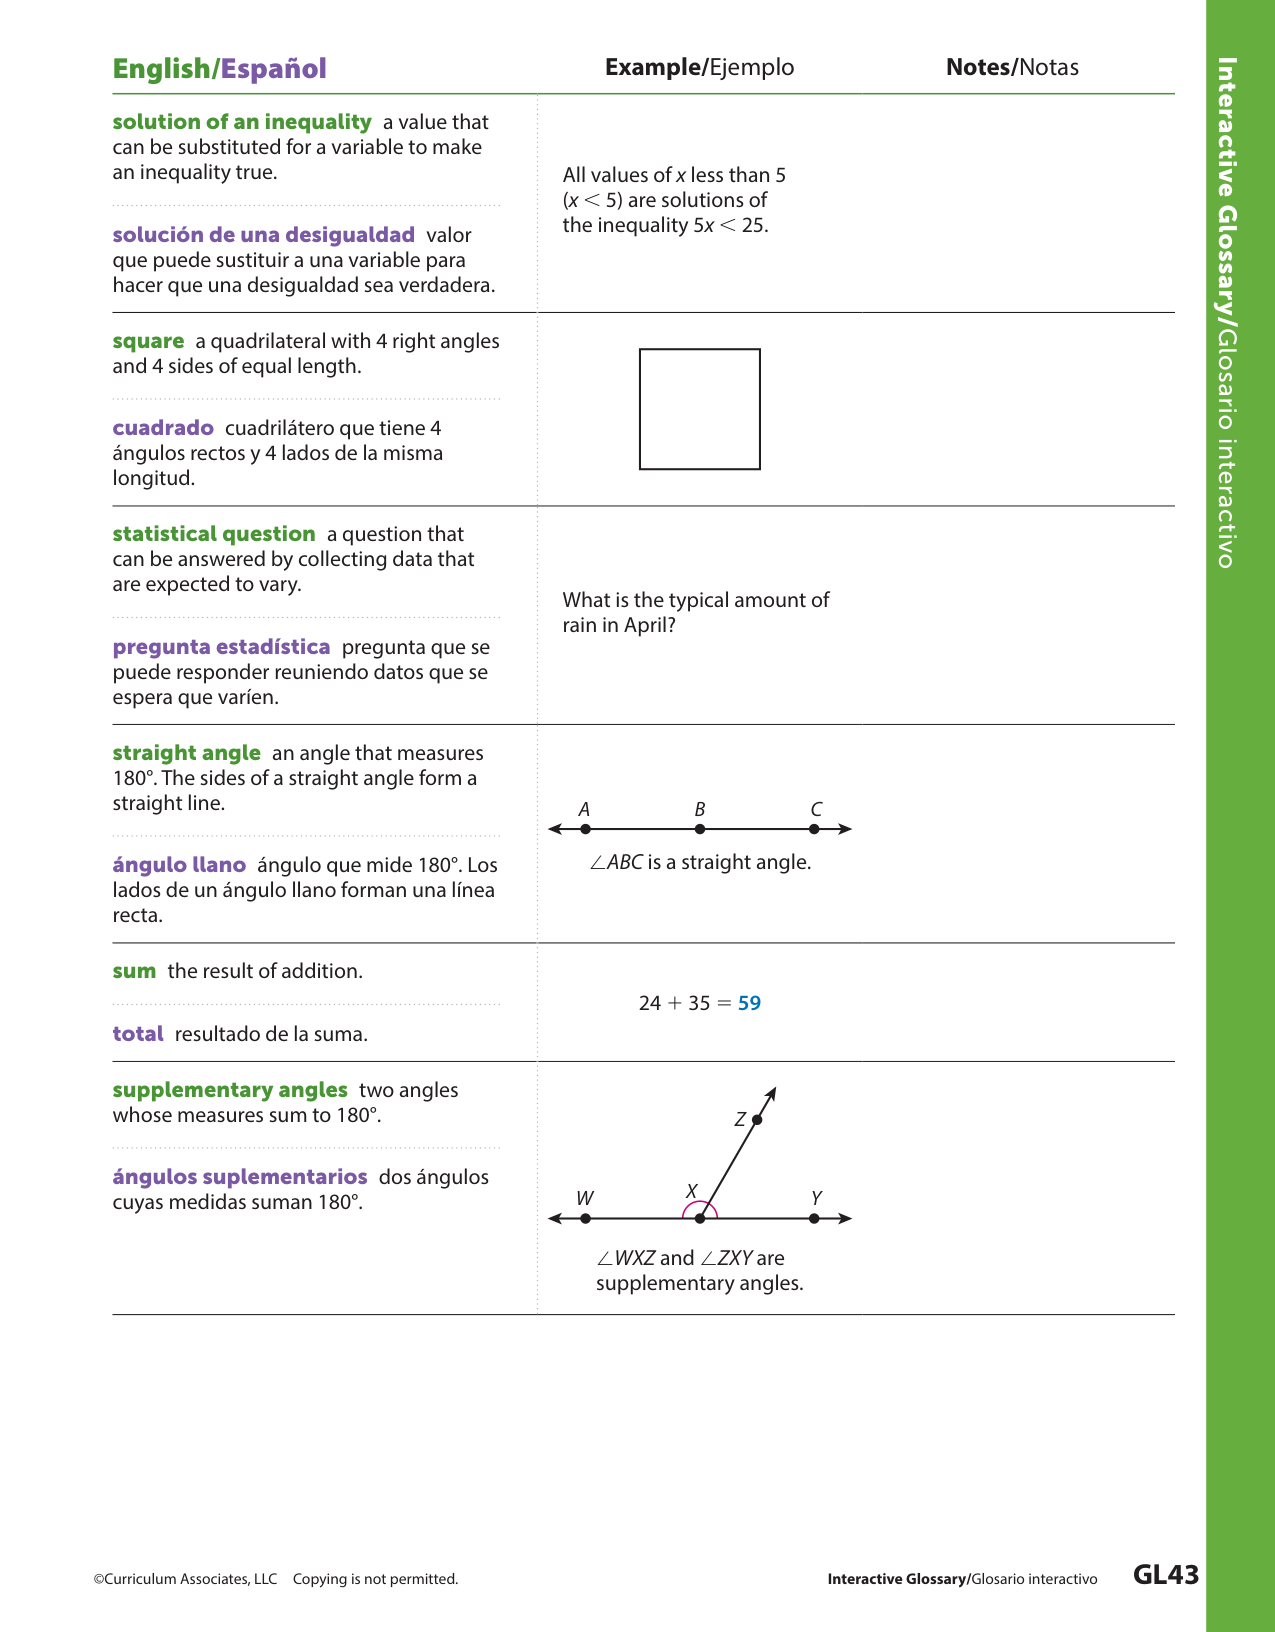 English/Español
Example/Ejemplo
Notes/Notas
solution of an inequality a value that
can be substituted for a variable to make
an inequality true.
solución de una desigualdad valor
que puede sustituir a una variable para
hacer que una desigualdad sea verdadera.
All values of x less than 5
(x < 5) are solutions of
the inequality 5x < 25.
square a quadrilateral with 4 right angles
and 4 sides of equal length.
cuadrado cuadrilátero que tiene 4
ángulos rectos y 4 lados de la misma
longitud.
statistical question a question that
can be answered by collecting data that
are expected to vary.
pregunta estadística pregunta que se
puede responder reuniendo datos que se
espera que varíen.
What is the typical amount of
rain in April?
straight angle an angle that measures
180°. The sides of a straight angle form a
straight line.
ángulo llano ángulo que mide 180°. Los
lados de un ángulo llano forman una línea
recta.
A B C
∠ABC is a straight angle.
sum the result of addition.
total resultado de la suma.
24 + 35 = 59
supplementary angles two angles
whose measures sum to 180°.
ángulos suplementarios dos ángulos
cuyas medidas suman 180°.
Z
W X Y
∠WXZ and ∠ZXY are
supplementary angles.
Interactive Glossary/Glosario interactivo
©Curriculum Associates, LLC Copying is not permitted.
Interactive Glossary/Glosario interactivo GL43